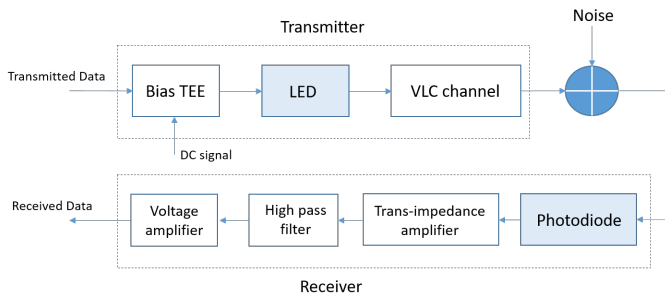 Noise
Transmitter
Transmitted Data
Bias TEE
LED
VLC channel
DC signal
Received Data
Voltage
amplifier
High pass
filter
Trans-impedance
amplifier
Photodiode
Receiver